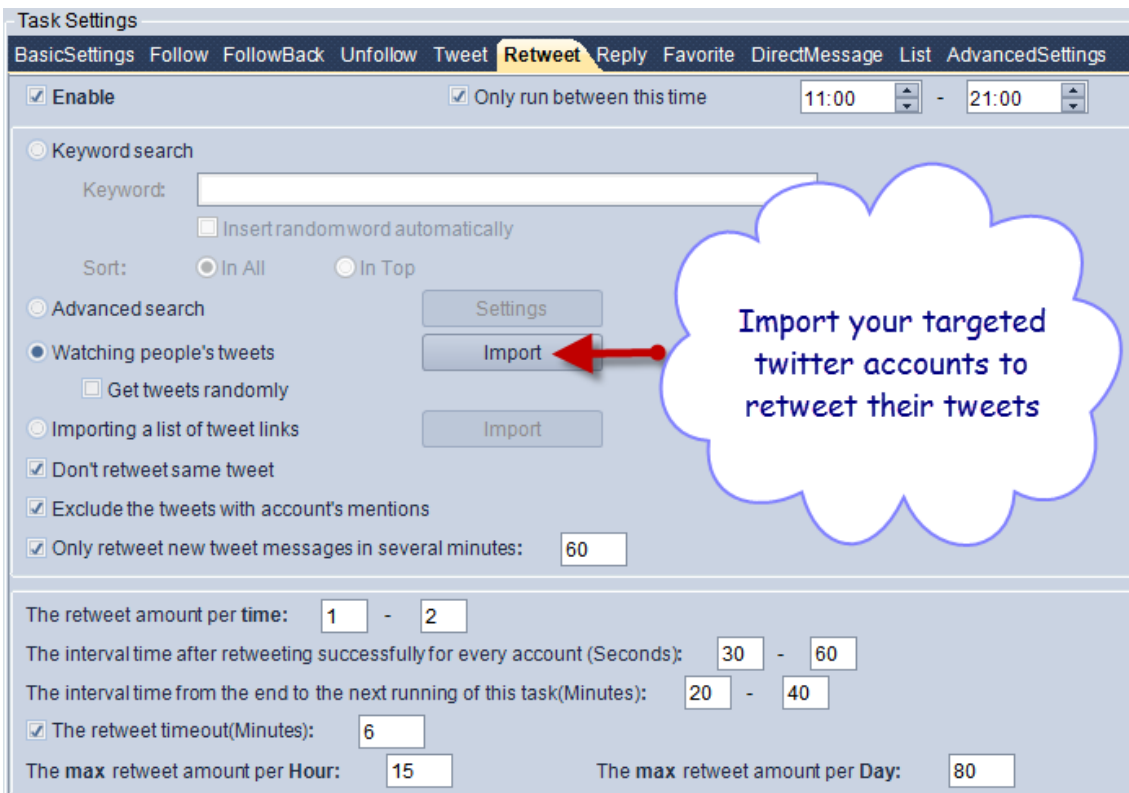 Task Settings
BasicSettings Follow FollowBack Unfollow Tweet Retweet Reply Favorite DirectMessage List AdvancedSettings
Enable Only run between this time 11:00 - 21:00
Keyword search
Keyword:
Insert random word automatically
Sort: In All In Top
Advanced search Settings
Watching people's tweets Import
Get tweets randomly
Importing a list of tweet links Import
Don't retweet same tweet
Exclude the tweets with account's mentions
Only retweet new tweet messages in several minutes: 60
Import your targeted
twitter accounts to
retweet their tweets
The retweet amount per time: 1 - 2
The interval time after retweeting successfully for every account (Seconds): 30 - 60
The interval time from the end to the next running of this task(Minutes): 20 - 40
The retweet timeout(Minutes): 6
The max retweet amount per Hour: 15 The max retweet amount per Day: 80